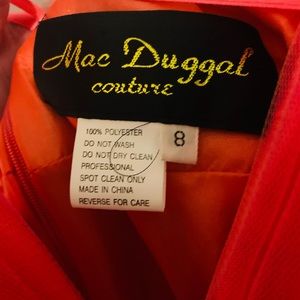 Mac Duggal
couture
100% POLYESTER
DO NOT WASH
DO NOT DRY CLEAN
PROFESSIONAL
SPOT CLEAN ONLY
MADE IN CHINA
REVERSE FOR CARE
8